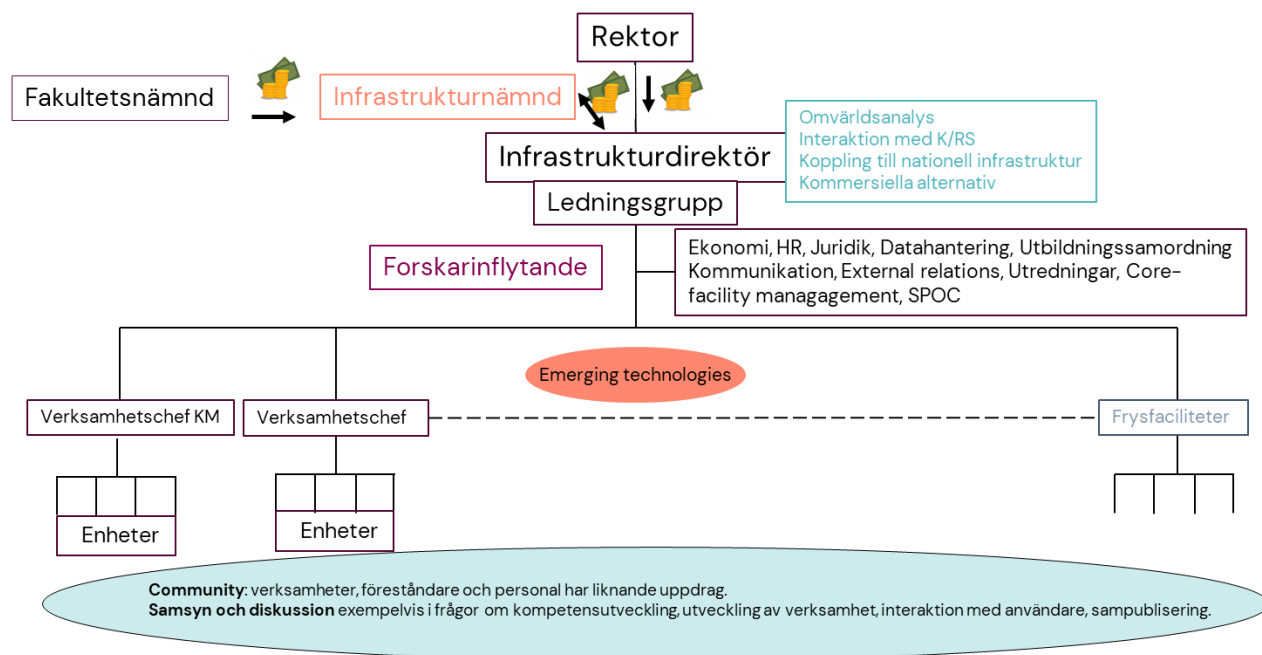 Rektor
Fakultetsnämnd
Infrastrukturnämnd
Infrastrukturdirektör
Omvärldsanalys
Interaktion med K/RS
Koppling till nationell infrastruktur
Kommersiella alternativ
Ledningsgrupp
Forskarinflytande
Ekonomi, HR, Juridik, Datahantering, Utbildningssamordning
Kommunikation, External relations, Utredningar, Core-
facility managagement, SPOC
Emerging technologies
Verksamhetschef KM
Verksamhetschef
Frysfaciliteter
Enheter
Enheter
Community: verksamheter, föreståndare och personal har liknande uppdrag.
Samsyn och diskussion exempelvis i frågor om kompetensutveckling, utveckling av verksamhet, interaktion med användare, sampublisering.